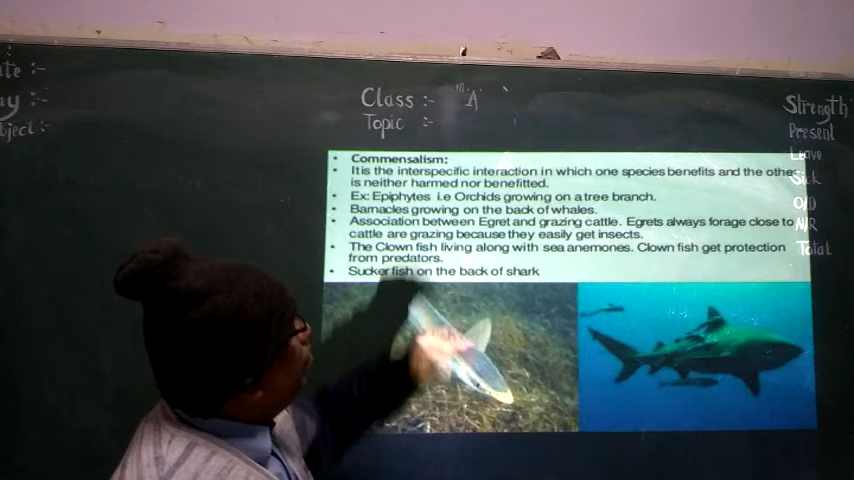 ate :-
ay :-
bject :-
Class :- "A"
Topic :-
Strength
Present
Leave
Sick
O/D
N/R
Total
• Commensalism:
• It is the interspecific interaction in which one species benefits and the other
is neither harmed nor benefitted.
• Ex: Epiphytes i.e Orchids growing on a tree branch.
• Barnacles growing on the back of whales.
• Association between Egret and grazing cattle. Egrets always forage close to
cattle are grazing because they easily get insects.
• The Clown fish living along with sea anemones. Clown fish get protection
from predators.
• Sucker fish on the back of shark